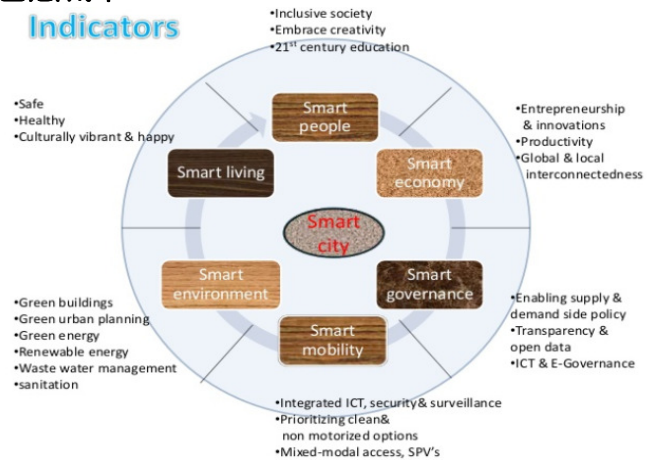 Indicators
•Inclusive society
•Embrace creativity
•21st century education
•Safe
•Healthy
•Culturally vibrant & happy
Smart
people
•Entrepreneurship
& innovations
•Productivity
•Global & local
interconnectedness
Smart living
Smart
economy
Smart
city
Smart
environment
Smart
governance
•Green buildings
•Green urban planning
•Green energy
•Renewable energy
•Waste water management
•sanitation
•Enabling supply &
demand side policy
•Transparency &
open data
•ICT & E-Governance
Smart
mobility
•Integrated ICT, security& surveillance
•Prioritizing clean&
non motorized options
•Mixed-modal access, SPV's